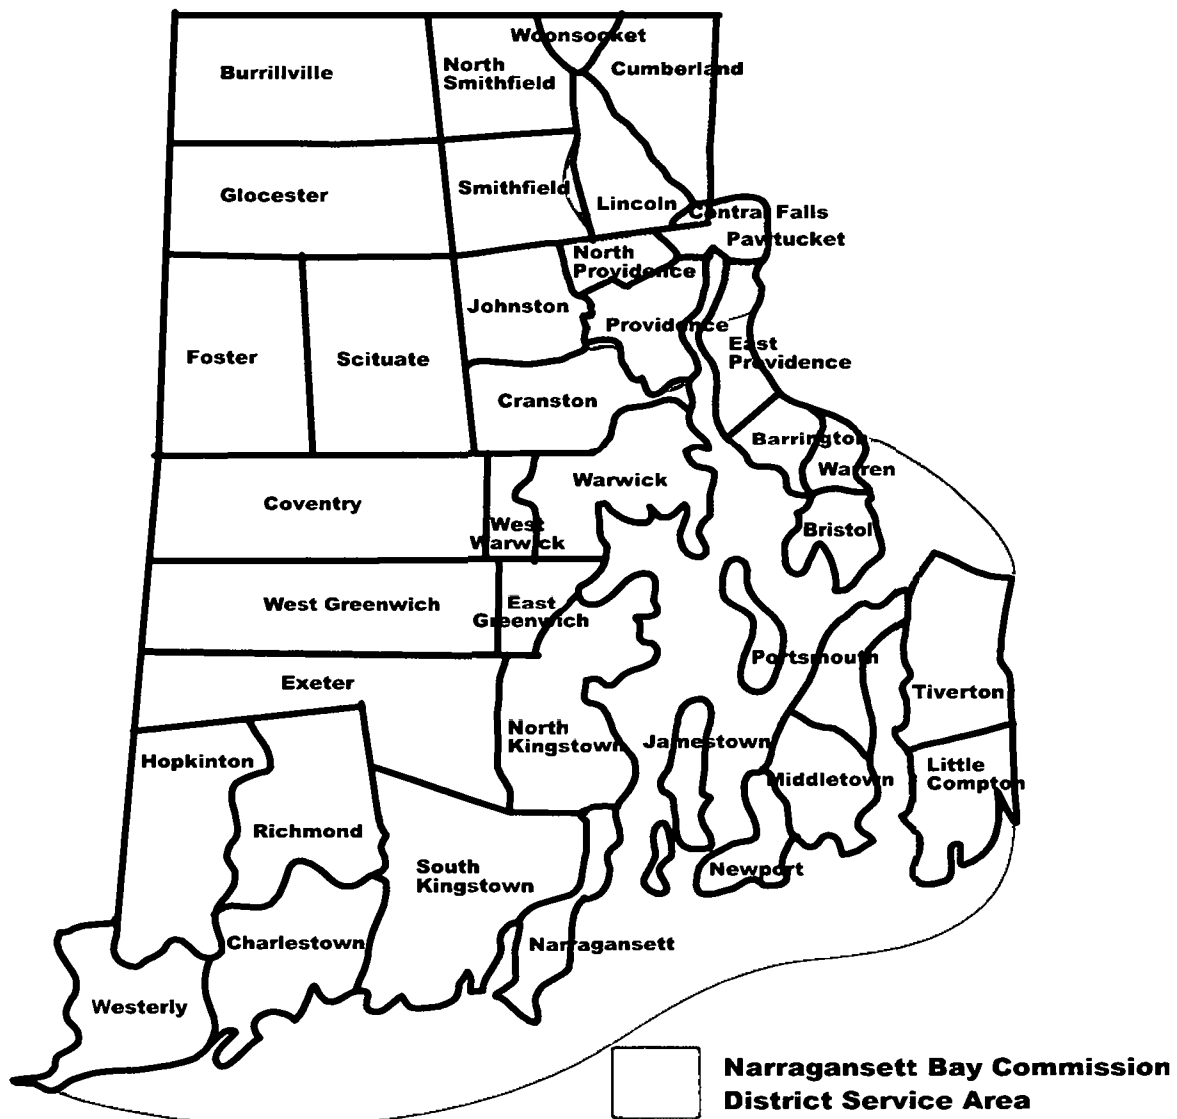 Woonsocket
Burrillville
North
Smithfield
Cumberland
Glocester
Smithfield
Lincoln
Central Falls
Pawtucket
North
Providence
Johnston
Providence
Foster
Scituate
East
Providence
Cranston
Barrington
Warren
Warwick
Coventry
West
Warwick
Bristol
West Greenwich
East
Greenwich
Portsmouth
Exeter
Tiverton
North
Kingstown
Jamestown
Hopkinton
Middletown
Little
Compton
Richmond
South
Kingstown
Newport
Charlestown
Narragansett
Westerly
Narragansett Bay Commission
District Service Area